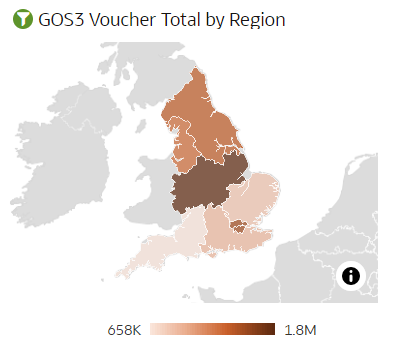 GOS3 Voucher Total by Region
658K 1.8M